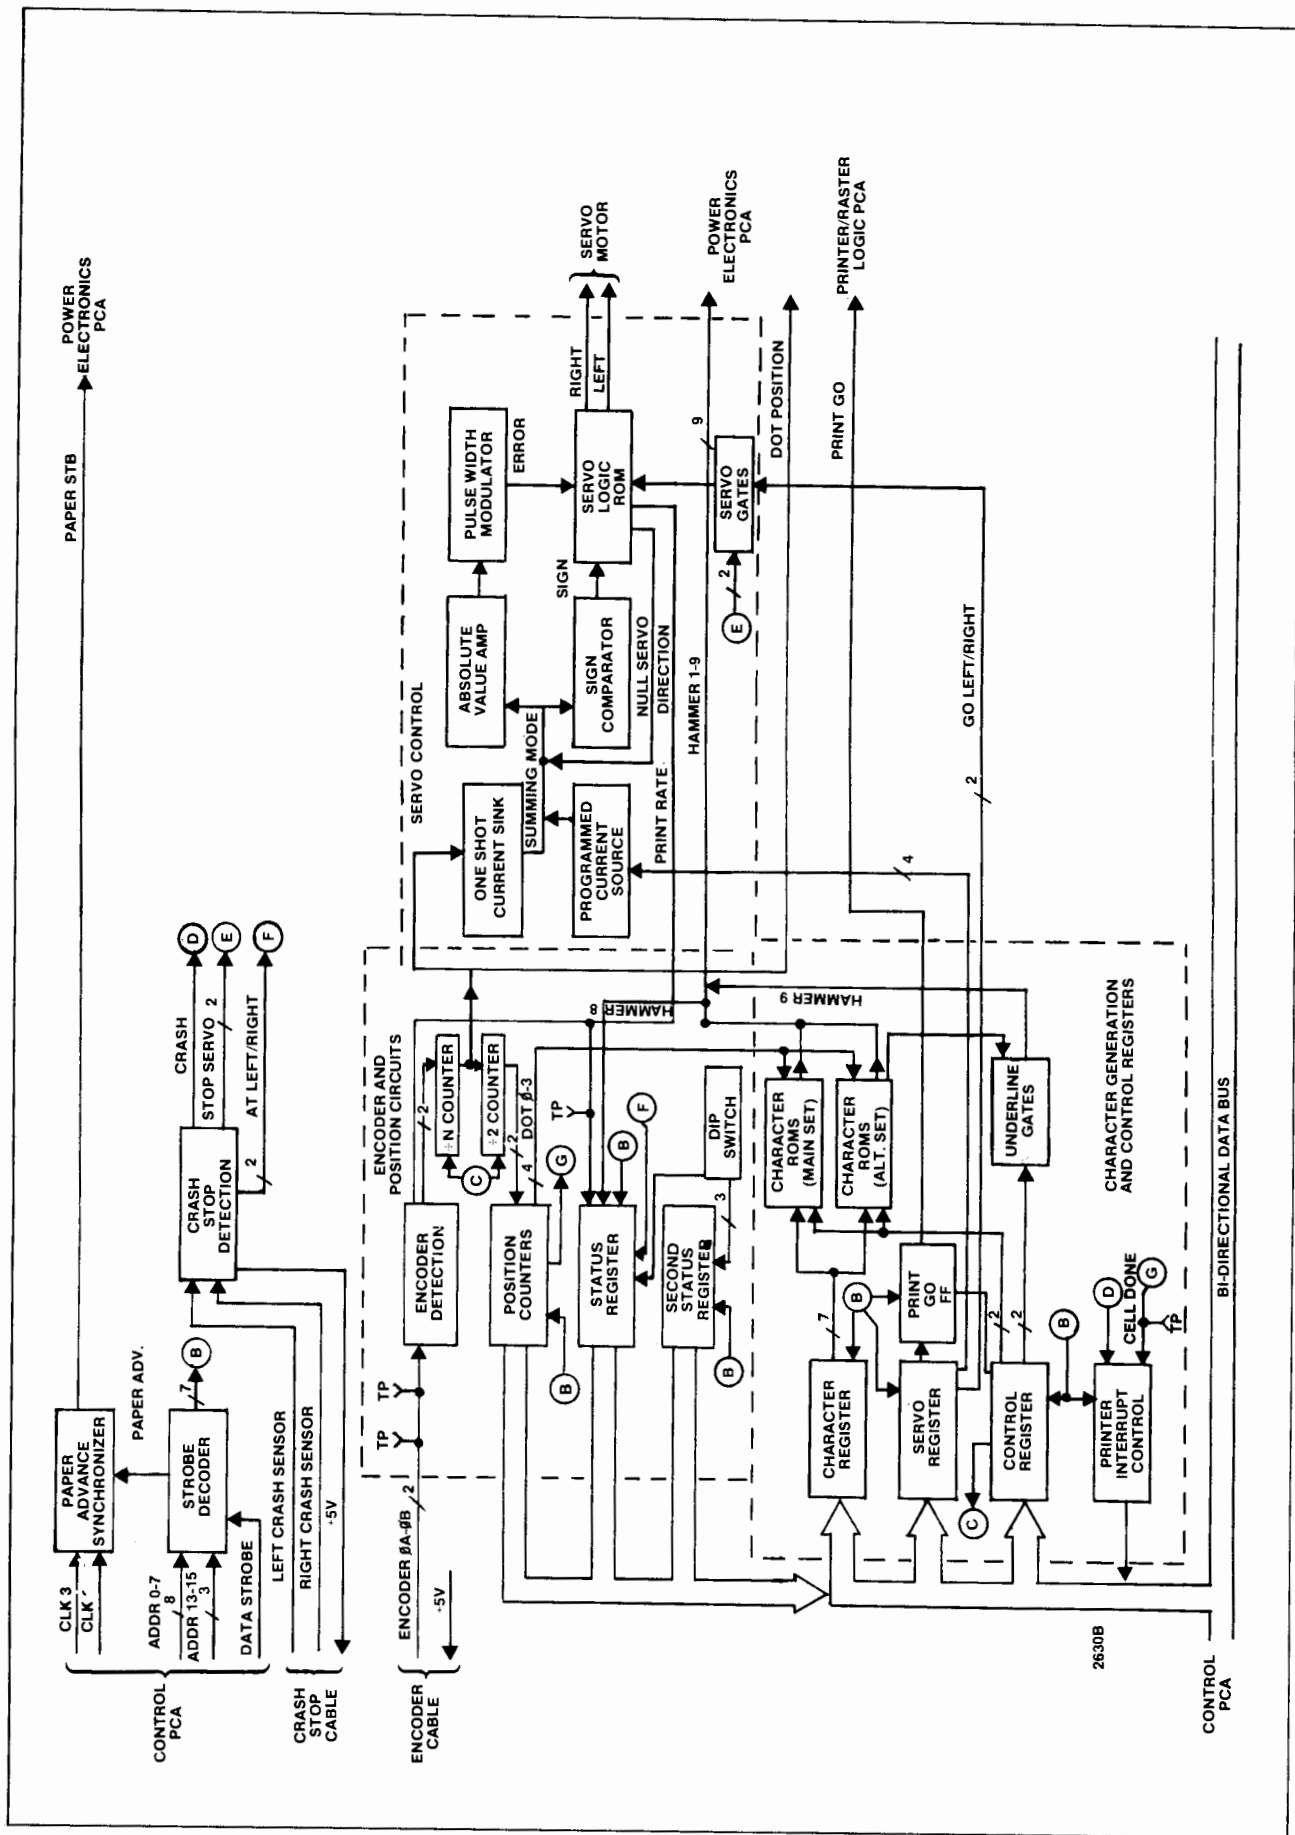 CLK 3
CLK
ADDR 0-7
8
ADDR 13-15
3
DATA STROBE
CONTROL
PCA
PAPER
ADVANCE
SYNCHRONIZER
PAPER ADV.
STROBE
DECODER
7
B
PAPER STB
POWER
ELECTRONICS
PCA
LEFT CRASH SENSOR
RIGHT CRASH SENSOR
+5V
CRASH
STOP
CABLE
CRASH
STOP
DETECTION
CRASH
D
STOP SERVO
2
E
AT LEFT/RIGHT
2
F
ENCODER ØA-ØB
2
+5V
ENCODER
CABLE
TP
TP
ENCODER AND
POSITION CIRCUITS
ENCODER
DETECTION
2
÷N COUNTER
÷2 COUNTER
C
2
DOT Ø-3
4
POSITION
COUNTERS
B
G
TP
STATUS
REGISTER
B
F
HAMMER 8
SECOND
STATUS
REGISTER
B
3
DIP
SWITCH
SERVO CONTROL
ONE SHOT
CURRENT SINK
SUMMING MODE
PROGRAMMED
CURRENT
SOURCE
ABSOLUTE
VALUE AMP
PULSE WIDTH
MODULATOR
ERROR
SIGN
COMPARATOR
SIGN
SERVO
LOGIC
ROM
RIGHT
LEFT
SERVO
MOTOR
NULL SERVO
DIRECTION
PRINT RATE
HAMMER 1-9
9
POWER
ELECTRONICS
PCA
E
2
SERVO
GATES
DOT POSITION
PRINT GO
PRINTER/RASTER
LOGIC PCA
4
GO LEFT/RIGHT
2
CHARACTER
REGISTER
7
B
SERVO
REGISTER
PRINT
GO
FF
CHARACTER
ROMS
(MAIN SET)
CHARACTER
ROMS
(ALT. SET)
HAMMER 9
UNDERLINE
GATES
C
CONTROL
REGISTER
2
2
B
PRINTER
INTERRUPT
CONTROL
D
CELL DONE
G
TP
CHARACTER GENERATION
AND CONTROL REGISTERS
2630B
CONTROL
PCA
BI-DIRECTIONAL DATA BUS